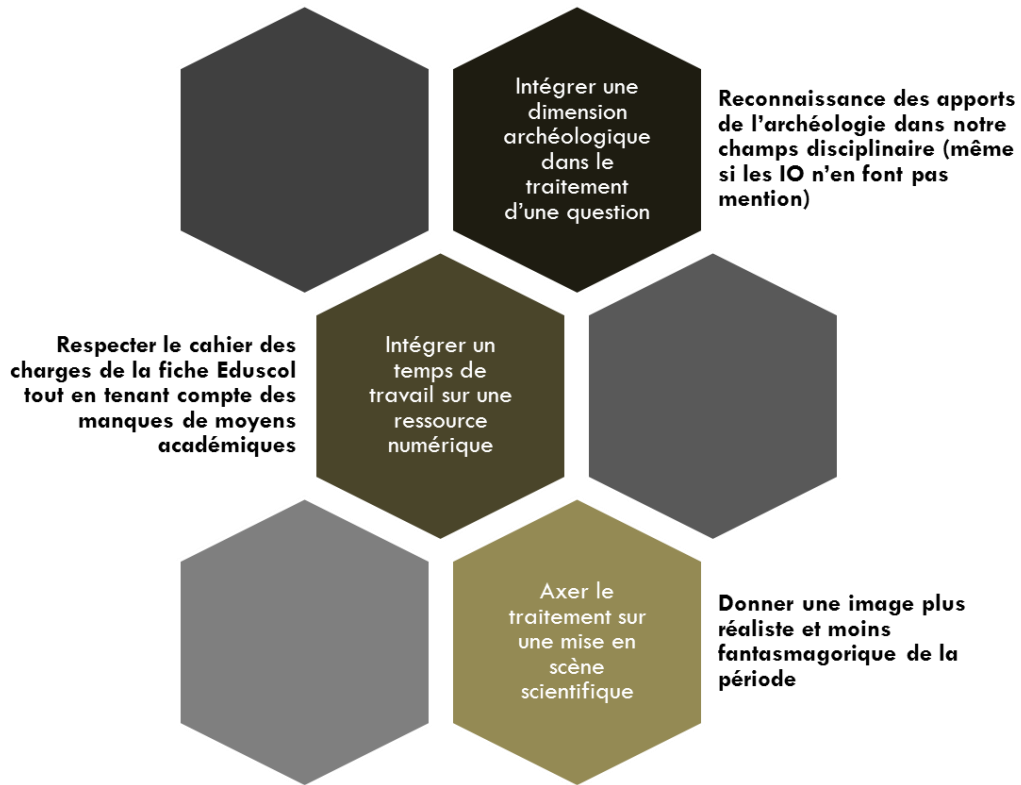 Intégrer une
dimension
archéologique
dans le
traitement
d’une question
Reconnaissance des apports
de l’archéologie dans notre
champs disciplinaire (même
si les IO n’en font pas
mention)
Respecter le cahier des
charges de la fiche Eduscol
tout en tenant compte des
manques de moyens
académiques
Intégrer un
temps de
travail sur une
ressource
numérique
Axer le
traitement sur
une mise en
scène
scientifique
Donner une image plus
réaliste et moins
fantasmagorique de la
période